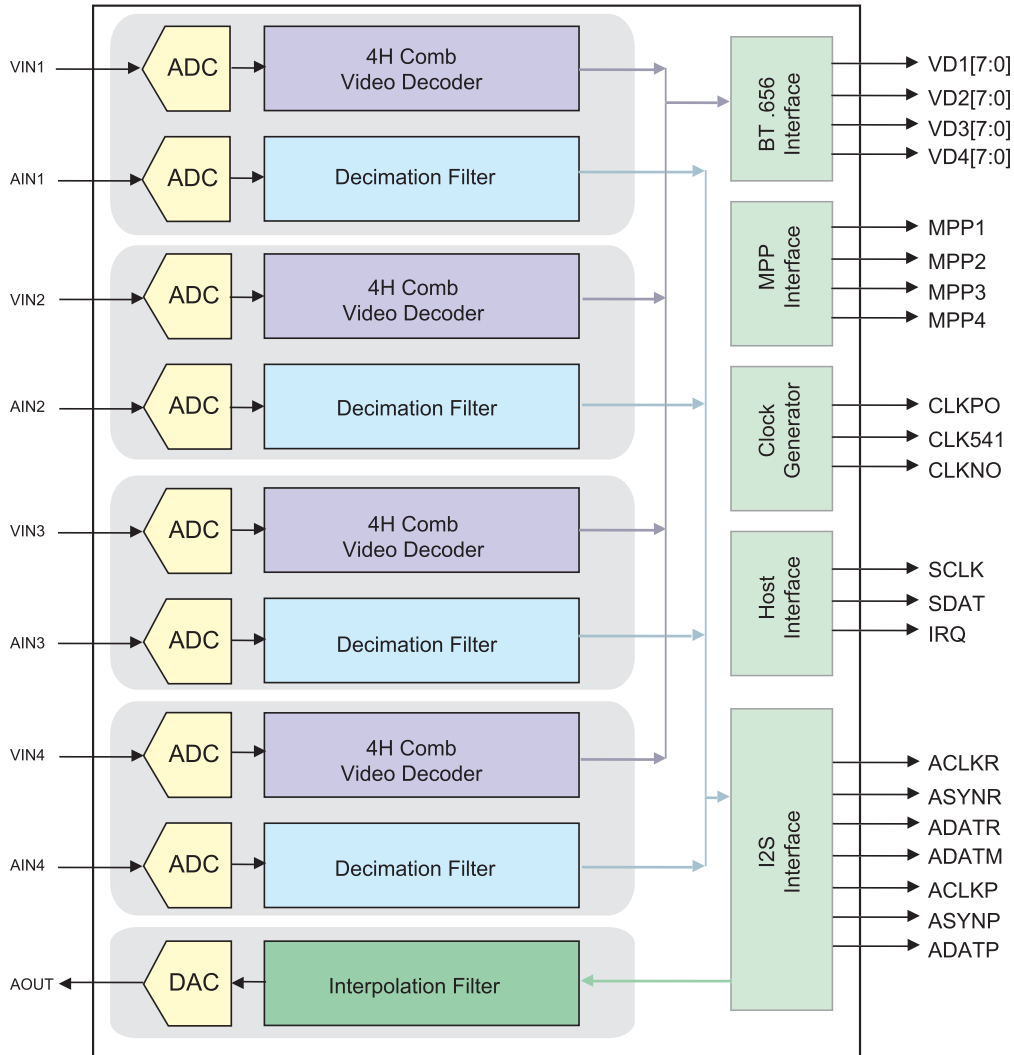 VIN1
ADC
4H Comb
Video Decoder
AIN1
ADC
Decimation Filter
VIN2
ADC
4H Comb
Video Decoder
AIN2
ADC
Decimation Filter
VIN3
ADC
4H Comb
Video Decoder
AIN3
ADC
Decimation Filter
VIN4
ADC
4H Comb
Video Decoder
AIN4
ADC
Decimation Filter
AOUT
DAC
Interpolation Filter
BT .656
Interface
VD1[7:0]
VD2[7:0]
VD3[7:0]
VD4[7:0]
MPP
Interface
MPP1
MPP2
MPP3
MPP4
Clock
Generator
CLKPO
CLK541
CLKNO
Host
Interface
SCLK
SDAT
IRQ
I2S
Interface
ACLKR
ASYNR
ADATR
ADATM
ACLKP
ASYNP
ADATP